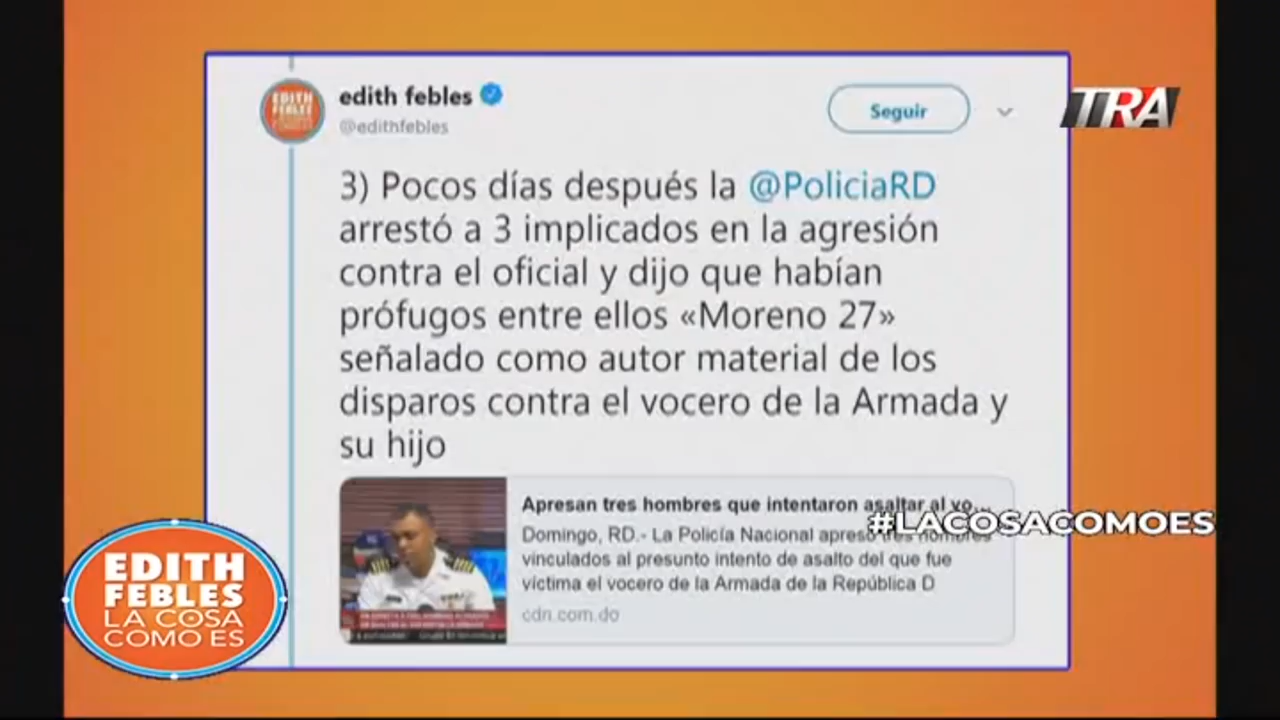 edith febles
@edithfebles
Seguir
TRA
3) Pocos días después la @PoliciaRD
arrestó a 3 implicados en la agresión
contra el oficial y dijo que habían
prófugos entre ellos «Moreno 27»
señalado como autor material de los
disparos contra el vocero de la Armada y
su hijo
Apresan tres hombres que intentaron asaltar al vo...
Domingo, RD.- La Policía Nacional apresó tres hombres
vinculados al presunto intento de asalto del que fue
víctima el vocero de la Armada de la República D
cdn.com.do
#LACOSACOMOES
EDITH
FEBLES
LA COSA
COMO ES